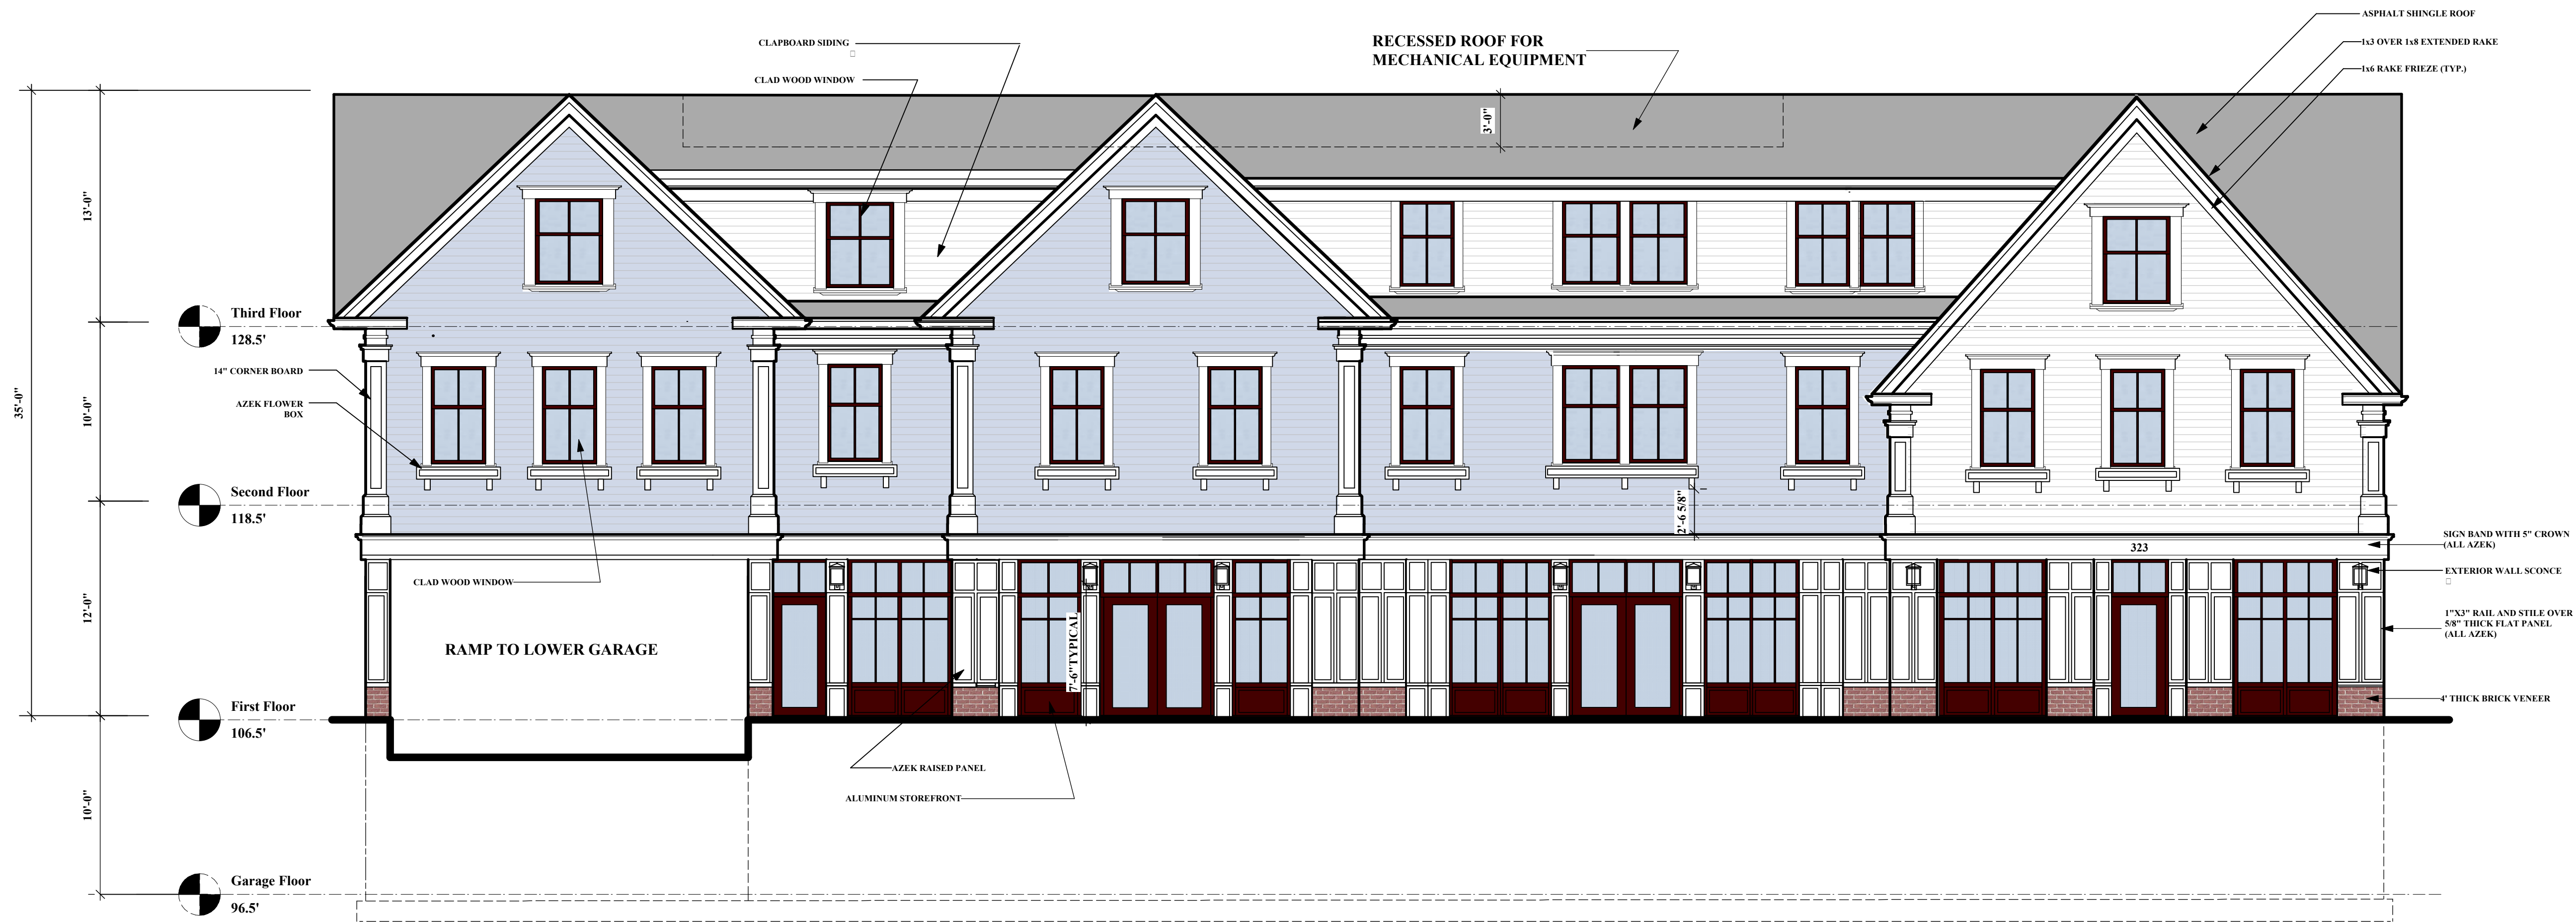 ASPHALT SHINGLE ROOF
CLAPBOARD SIDING
RECESSED ROOF FOR
MECHANICAL EQUIPMENT
1x3 OVER 1x8 EXTENDED RAKE
1x6 RAKE FRIEZE (TYP.)
CLAD WOOD WINDOW
3'-0"
13'-0"
Third Floor
128.5'
14" CORNER BOARD
AZEK FLOWER
BOX
35'-0"
10'-0"
Second Floor
118.5'
2'-6 5/8"
SIGN BAND WITH 5" CROWN
(ALL AZEK)
323
EXTERIOR WALL SCONCE
CLAD WOOD WINDOW
12'-0"
1"X3" RAIL AND STILE OVER
5/8" THICK FLAT PANEL
(ALL AZEK)
RAMP TO LOWER GARAGE
7'-6"TYPICAL
4' THICK BRICK VENEER
First Floor
106.5'
AZEK RAISED PANEL
ALUMINUM STOREFRONT
10'-0"
Garage Floor
96.5'